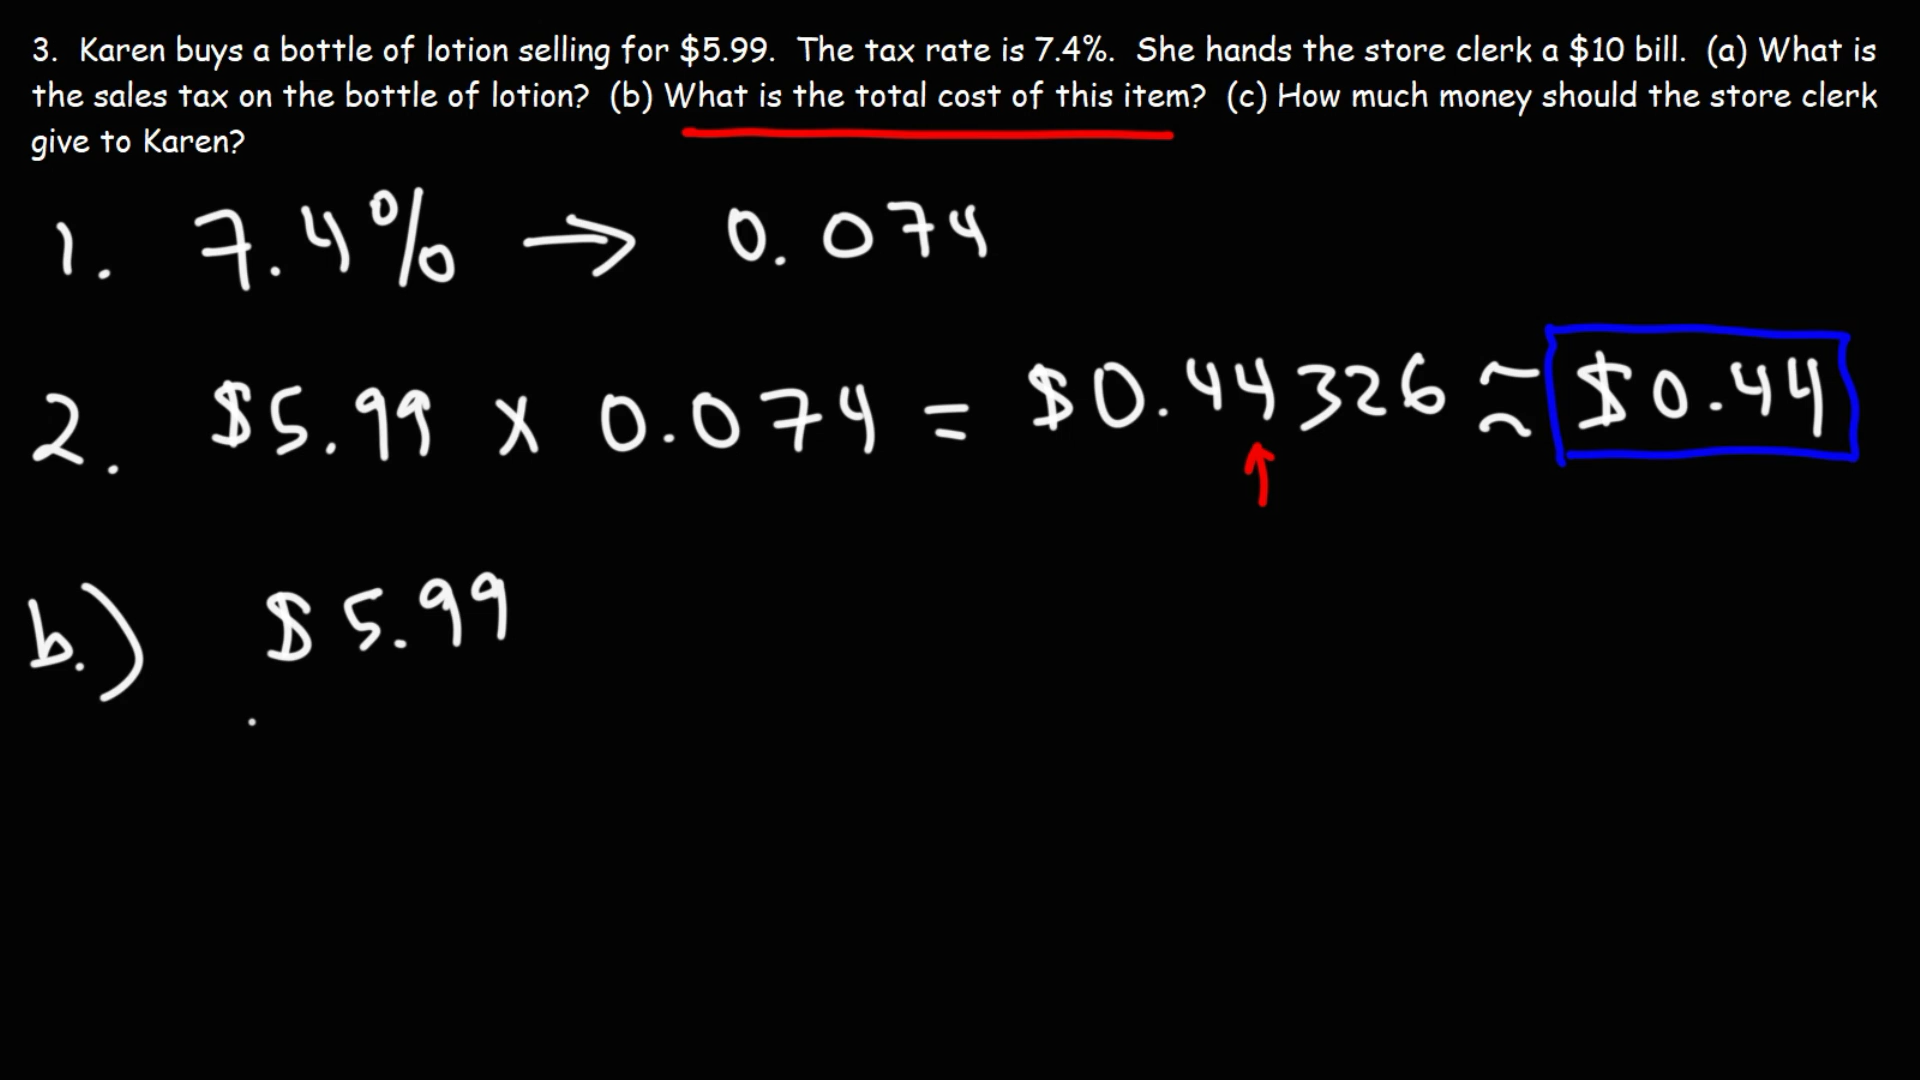 3. Karen buys a bottle of lotion selling for $5.99. The tax rate is 7.4%. She hands the store clerk a $10 bill. (a) What is
the sales tax on the bottle of lotion? (b) What is the total cost of this item? (c) How much money should the store clerk
give to Karen?
1. 7.4% → 0.074
2. $5.99 x 0.074 = $0.44326 ≈ $0.44
b.) $5.99